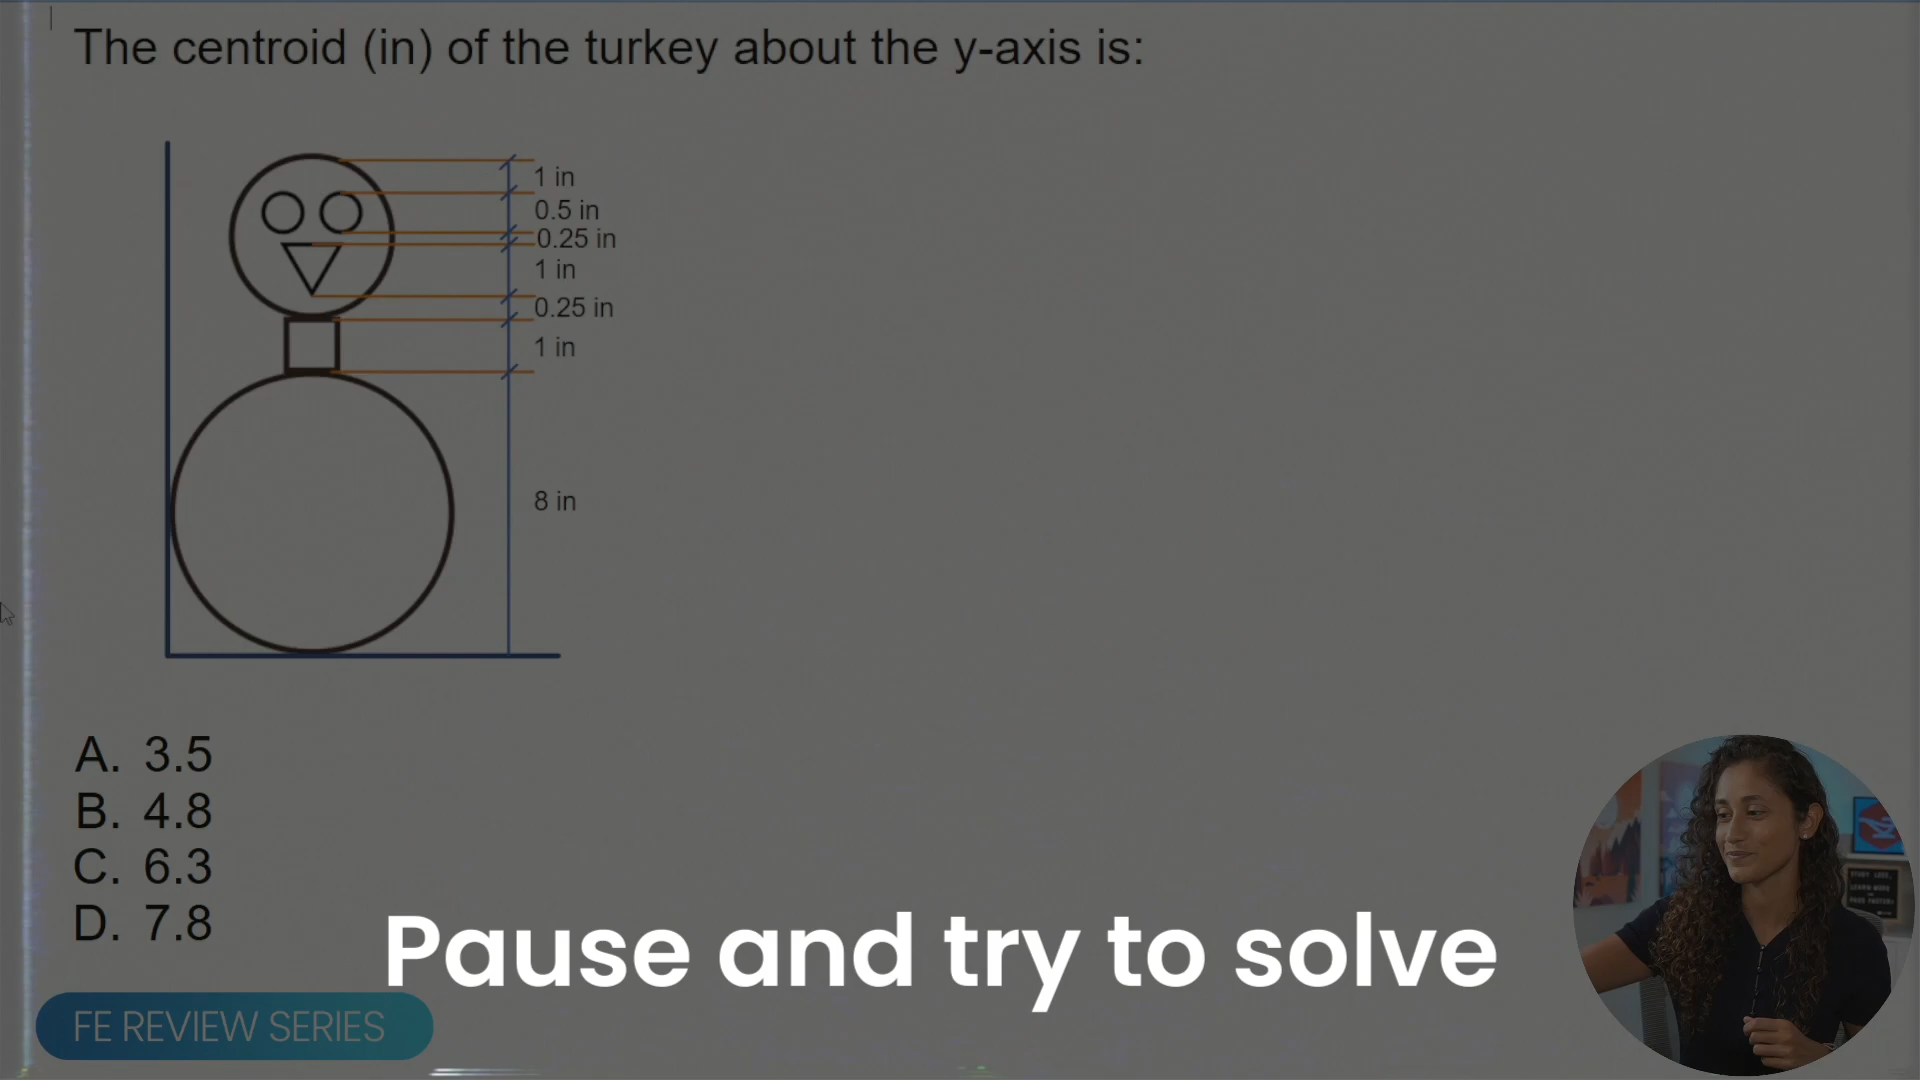 The centroid (in) of the turkey about the y-axis is:
1 in
0.5 in
0.25 in
1 in
0.25 in
1 in
8 in
A. 3.5
B. 4.8
C. 6.3
D. 7.8
Pause and try to solve
FE REVIEW SERIES